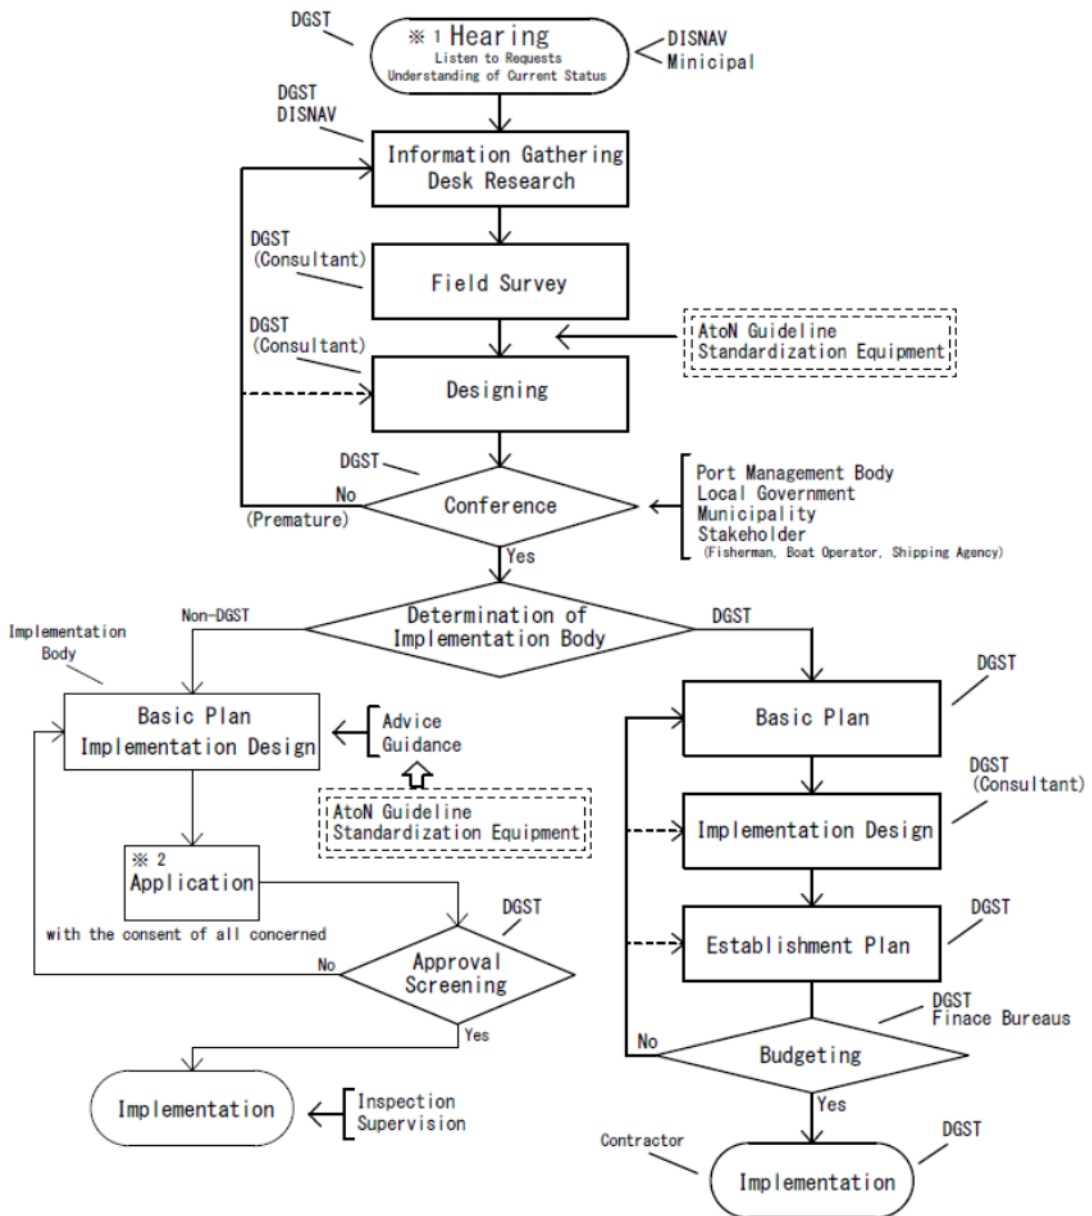 DGST
※ 1 Hearing
Listen to Requests
Understanding of Current Status
DISNAV
Minicipal
DGST
DISNAV
Information Gathering
Desk Research
DGST
(Consultant)
Field Survey
AtoN Guideline
Standardization Equipment
DGST
(Consultant)
Designing
DGST
Conference
No
(Premature)
Yes
Port Management Body
Local Government
Municipality
Stakeholder
(Fisherman, Boat Operator, Shipping Agency)
Determination of
Implementation Body
Non-DGST
DGST
Implementation
Body
Basic Plan
Implementation Design
Advice
Guidance
AtoN Guideline
Standardization Equipment
※ 2
Application
with the consent of all concerned
DGST
Approval
Screening
No
Yes
Implementation
Inspection
Supervision
DGST
Basic Plan
DGST
(Consultant)
Implementation Design
DGST
Establishment Plan
DGST
Finace Bureaus
Budgeting
No
Yes
Contractor
DGST
Implementation